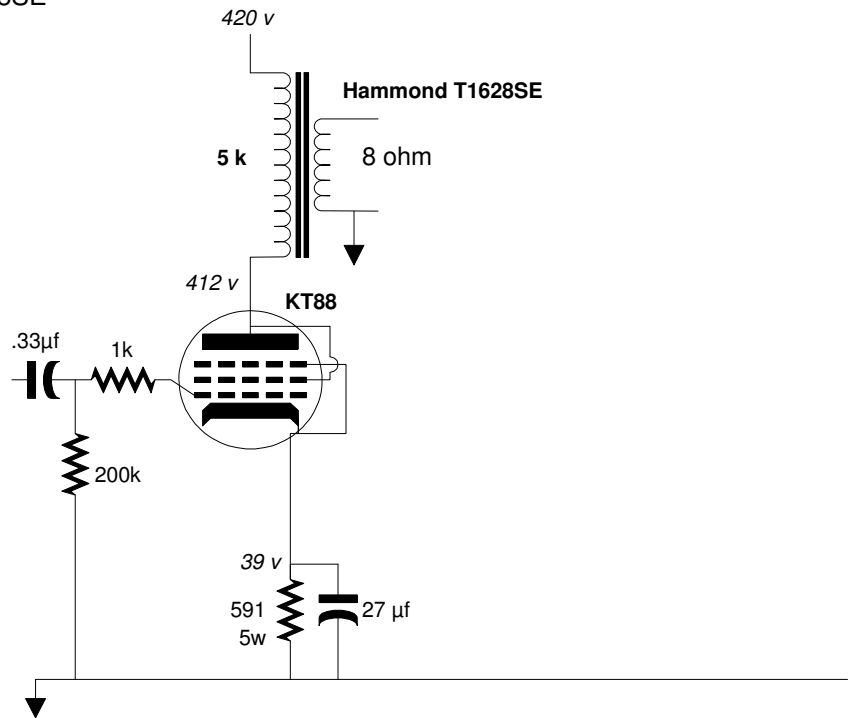 420 v
Hammond T1628SE
5 k
8 ohm
412 v
KT88
.33µf
1k
200k
39 v
591
5w
27 µf